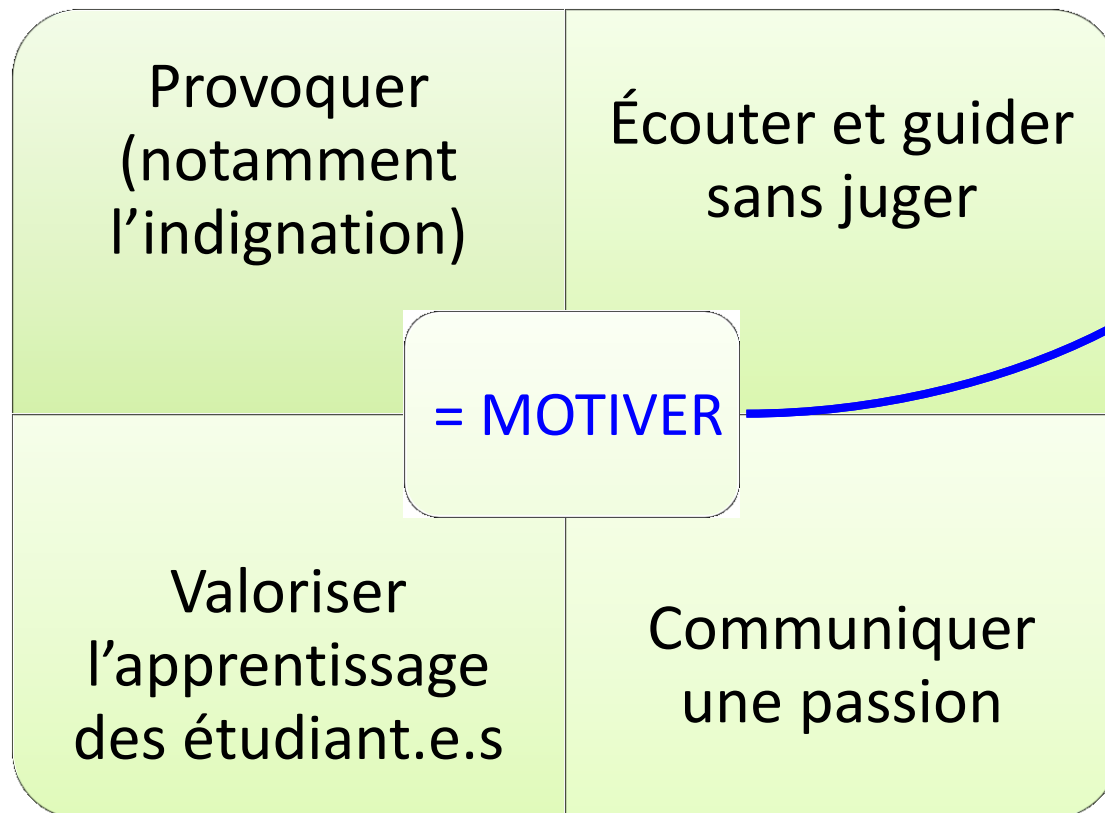 Provoquer
(notamment
l’indignation)
Écouter et guider
sans juger
= MOTIVER
Valoriser
l’apprentissage
des étudiant.e.s
Communiquer
une passion